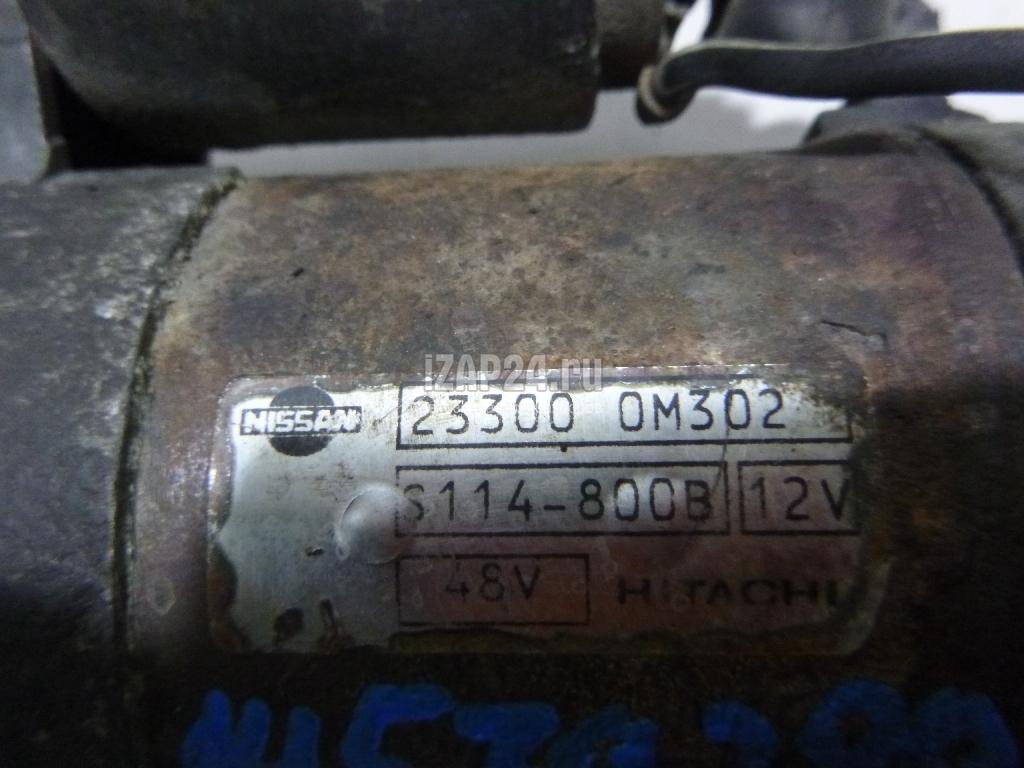 iZAP24.ru
NISSAN 23300 0M302
S114-800B 12V
48V HITACHI